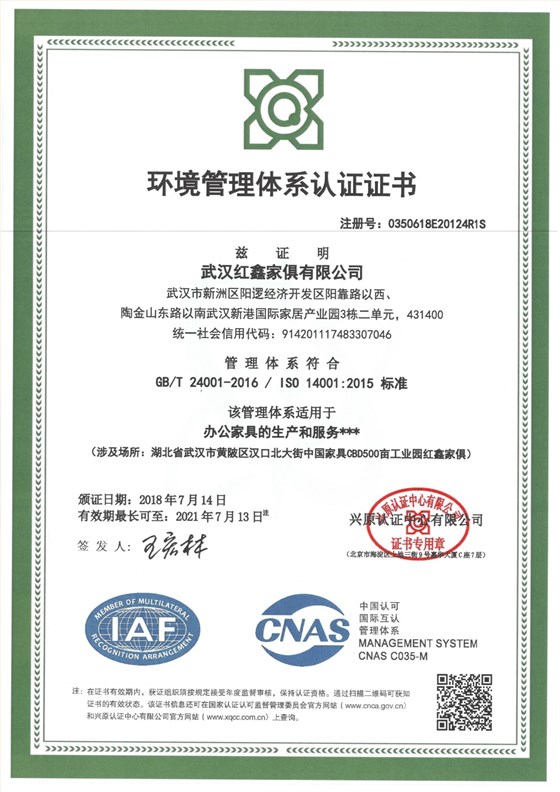 环境管理体系认证证书
注册号：0350618E20124R1S
兹证明
武汉红鑫家俱有限公司
武汉市新洲区阳逻经济开发区阳靠路以西、
陶金山东路以南武汉新港国际家居产业园3栋二单元，431400
统一社会信用代码：914201117483307046
管理体系符合
GB/T 24001-2016 / ISO 14001:2015 标准
该管理体系适用于
办公家具的生产和服务***
（涉及场所：湖北省武汉市黄陂区汉口北大街中国家具CBD500亩工业园红鑫家俱）
颁证日期：2018年7月14日
有效期最长可至：2021年7月13日注
兴原认证中心有限公司
证书专用章
签发人：
（北京市海淀区上地三街9号嘉华大厦C座7层）
MEMBER OF MULTILATERAL
IAF
RECOGNITION ARRANGEMENT
CNAS
中国认可
国际互认
管理体系
MANAGEMENT SYSTEM
CNAS C035-M
注：在证书有效期内，获证组织须按规定接受年度监督审核，保持认证资格。通过扫描二维码可获知
证书的有效状态。该证书信息还可在国家认证认可监督管理委员会官方网站（www.cnca.gov.cn）
和兴原认证中心有限公司官方网站（www.xqcc.com.cn）上查询。